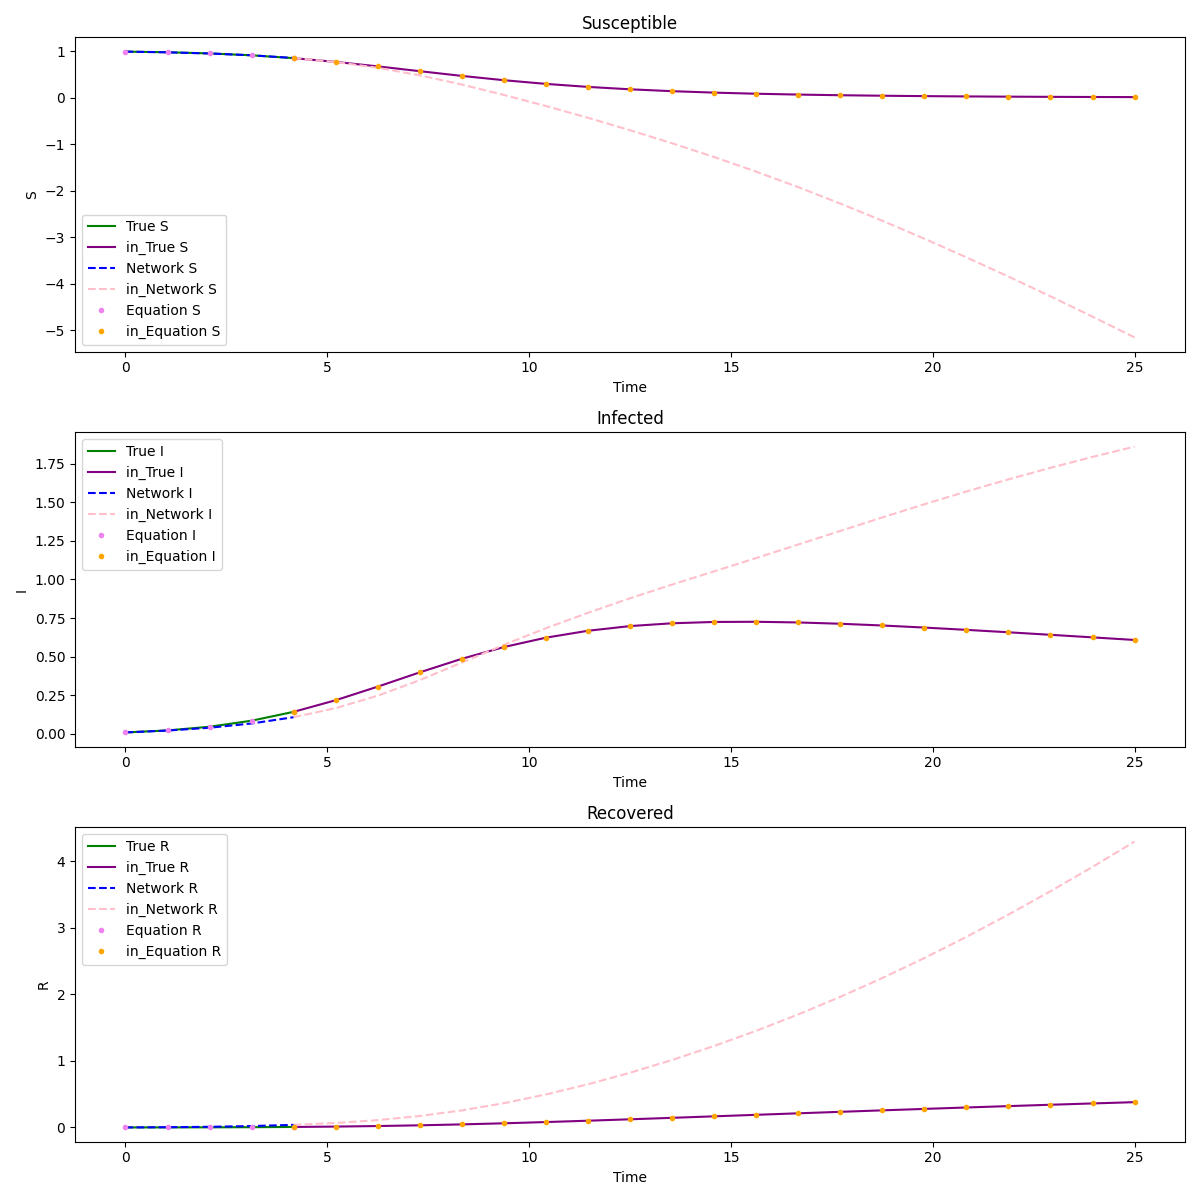 Susceptible
1
0
−1
−2
−3
−4
−5
S
True S
in_True S
Network S
in_Network S
Equation S
in_Equation S
0 5 10 15 20 25
Time
Infected
1.75
1.50
1.25
1.00
0.75
0.50
0.25
0.00
I
True I
in_True I
Network I
in_Network I
Equation I
in_Equation I
0 5 10 15 20 25
Time
Recovered
4
3
2
1
0
R
True R
in_True R
Network R
in_Network R
Equation R
in_Equation R
0 5 10 15 20 25
Time